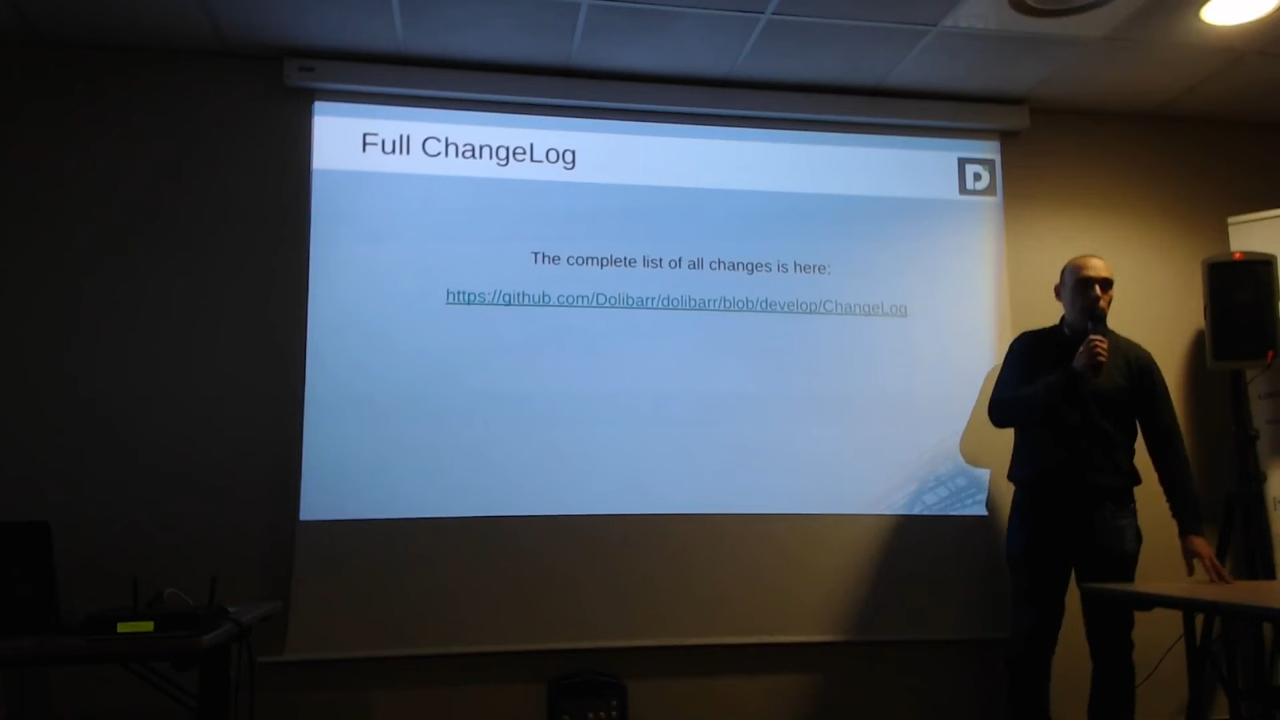 Full ChangeLog
D
The complete list of all changes is here:
https://github.com/Dolibarr/dolibarr/blob/develop/ChangeLog